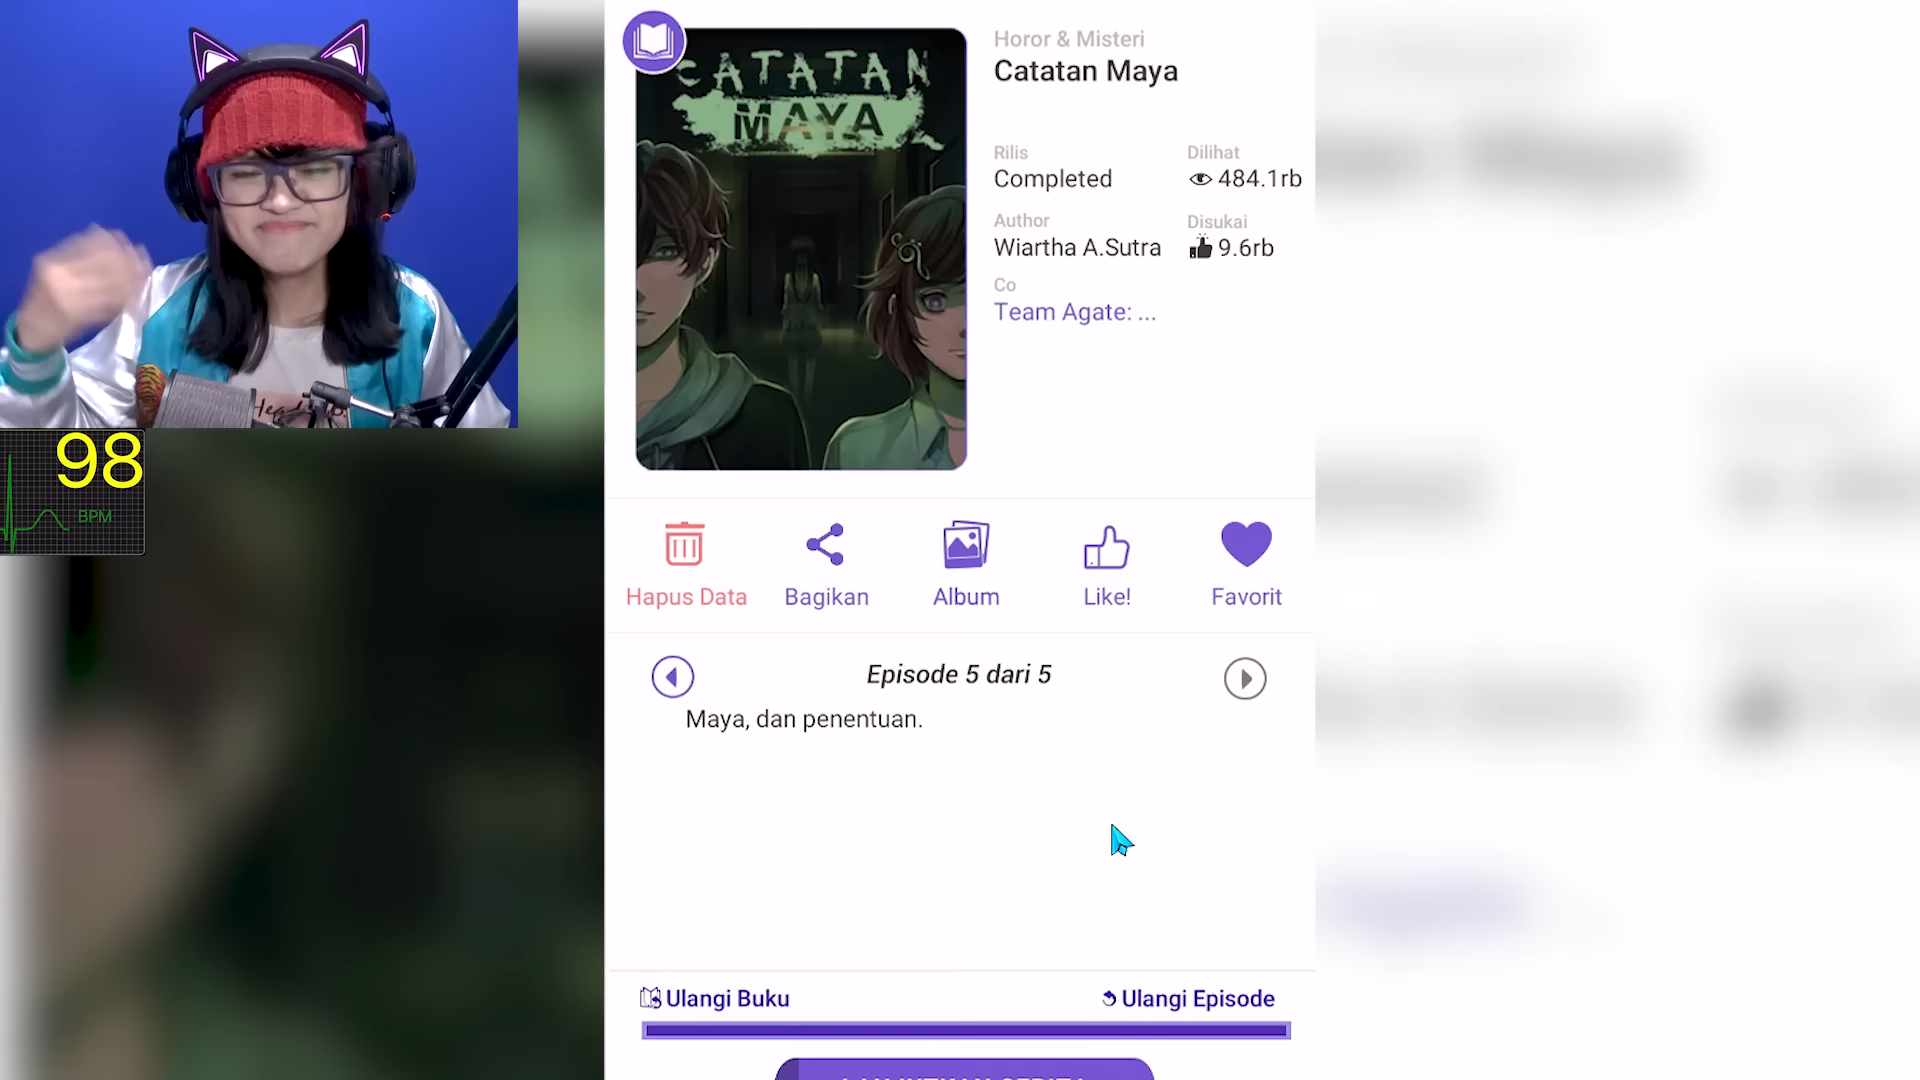 CATATAN
MAYA
Horor & Misteri
Catatan Maya
Rilis
Completed
Dilihat
484.1rb
Author
Wiartha A.Sutra
Disukai
9.6rb
Co
Team Agate: ...
98
BPM
Hapus Data
Bagikan
Album
Like!
Favorit
Episode 5 dari 5
Maya, dan penentuan.
Ulangi Buku
Ulangi Episode